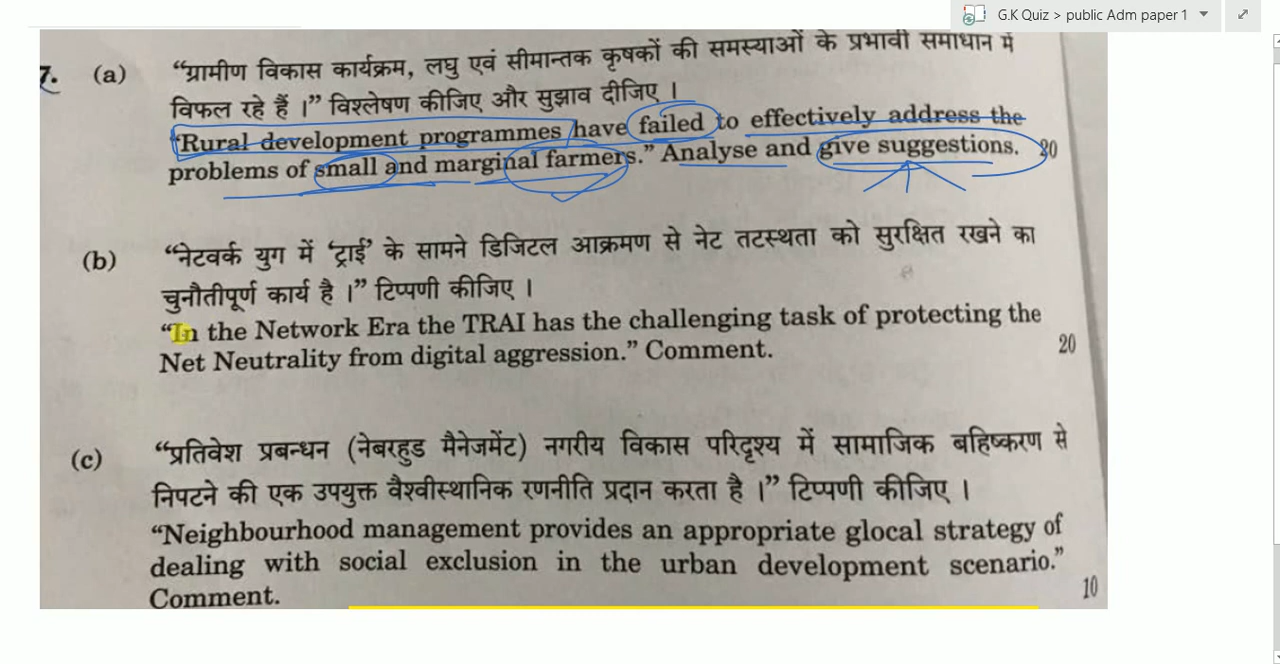 G.K Quiz > public Adm paper 1
7. (a) “ग्रामीण विकास कार्यक्रम, लघु एवं सीमान्तक कृषकों की समस्याओं के प्रभावी समाधान में
विफल रहे हैं ।” विश्लेषण कीजिए और सुझाव दीजिए ।
“Rural development programmes have failed to effectively address the
problems of small and marginal farmers.” Analyse and give suggestions. 20
(b) “नेटवर्क युग में ‘ट्राई’ के सामने डिजिटल आक्रमण से नेट तटस्थता को सुरक्षित रखने का
चुनौतीपूर्ण कार्य है ।” टिप्पणी कीजिए ।
“In the Network Era the TRAI has the challenging task of protecting the
Net Neutrality from digital aggression.” Comment. 20
(c) “प्रतिवेश प्रबन्धन (नेबरहुड मैनेजमेंट) नगरीय विकास परिदृश्य में सामाजिक बहिष्करण से
निपटने की एक उपयुक्त वैश्वीस्थानिक रणनीति प्रदान करता है ।” टिप्पणी कीजिए ।
“Neighbourhood management provides an appropriate glocal strategy of
dealing with social exclusion in the urban development scenario.”
Comment. 10